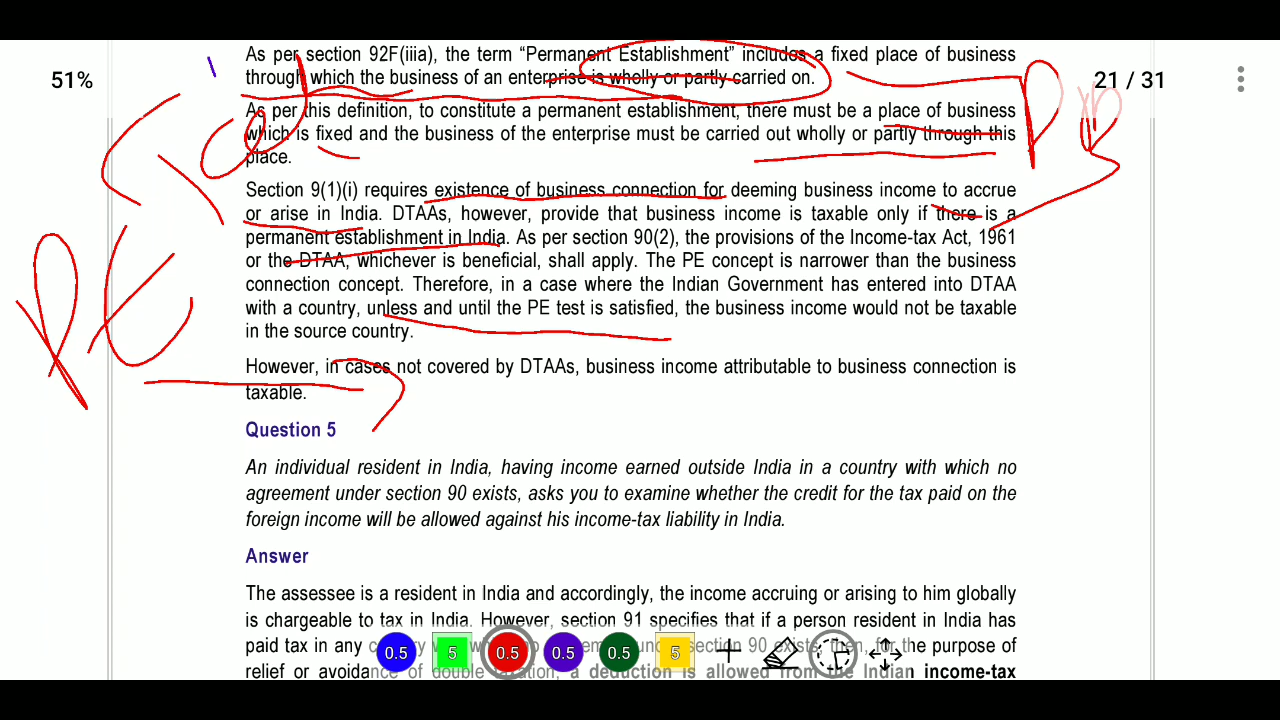 As per section 92F(iiia), the term “Permanent Establishment” includes a fixed place of business
through which the business of an enterprise is wholly or partly carried on.
51%
21 / 31
As per this definition, to constitute a permanent establishment, there must be a place of business
which is fixed and the business of the enterprise must be carried out wholly or partly through this
place.
Section 9(1)(i) requires existence of business connection for deeming business income to accrue
or arise in India. DTAAs, however, provide that business income is taxable only if there is a
permanent establishment in India. As per section 90(2), the provisions of the Income-tax Act, 1961
or the DTAA, whichever is beneficial, shall apply. The PE concept is narrower than the business
connection concept. Therefore, in a case where the Indian Government has entered into DTAA
with a country, unless and until the PE test is satisfied, the business income would not be taxable
in the source country.
PE
However, in cases not covered by DTAAs, business income attributable to business connection is
taxable.
Question 5
An individual resident in India, having income earned outside India in a country with which no
agreement under section 90 exists, asks you to examine whether the credit for the tax paid on the
foreign income will be allowed against his income-tax liability in India.
Answer
The assessee is a resident in India and accordingly, the income accruing or arising to him globally
is chargeable to tax in India. However, section 91 specifies that if a person resident in India has
paid tax in any section 90 exists, then, for the purpose of
relief or avoidance of double taxation, a deduction is allowed from the Indian income-tax
0.5 5 0.5 0.5 0.5 5